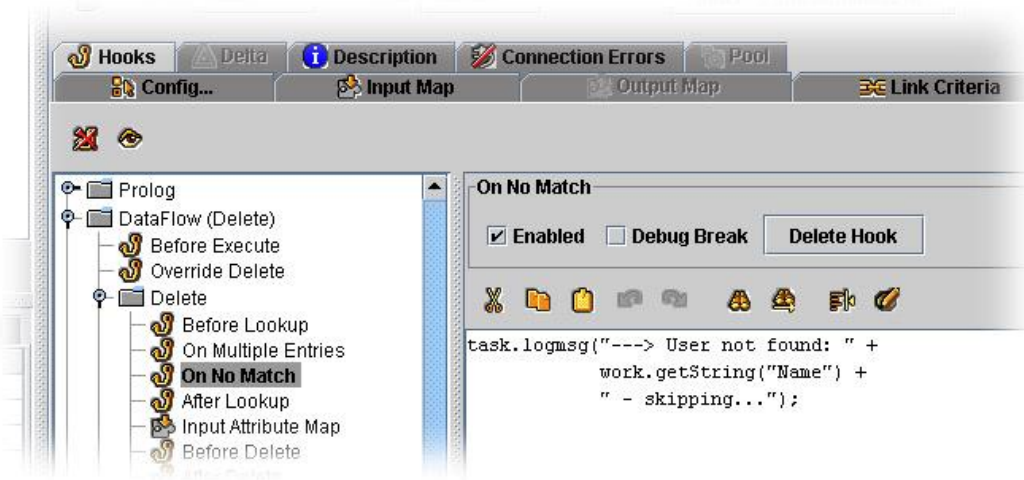 Hooks Delta Description Connection Errors Pool
Config... Input Map Output Map Link Criteria
Prolog
DataFlow (Delete)
Before Execute
Override Delete
Delete
Before Lookup
On Multiple Entries
On No Match
After Lookup
Input Attribute Map
Before Delete
After Delete
On No Match
Enabled Debug Break Delete Hook
task.logmsg("---> User not found: " +
work.getString("Name") +
" - skipping...");